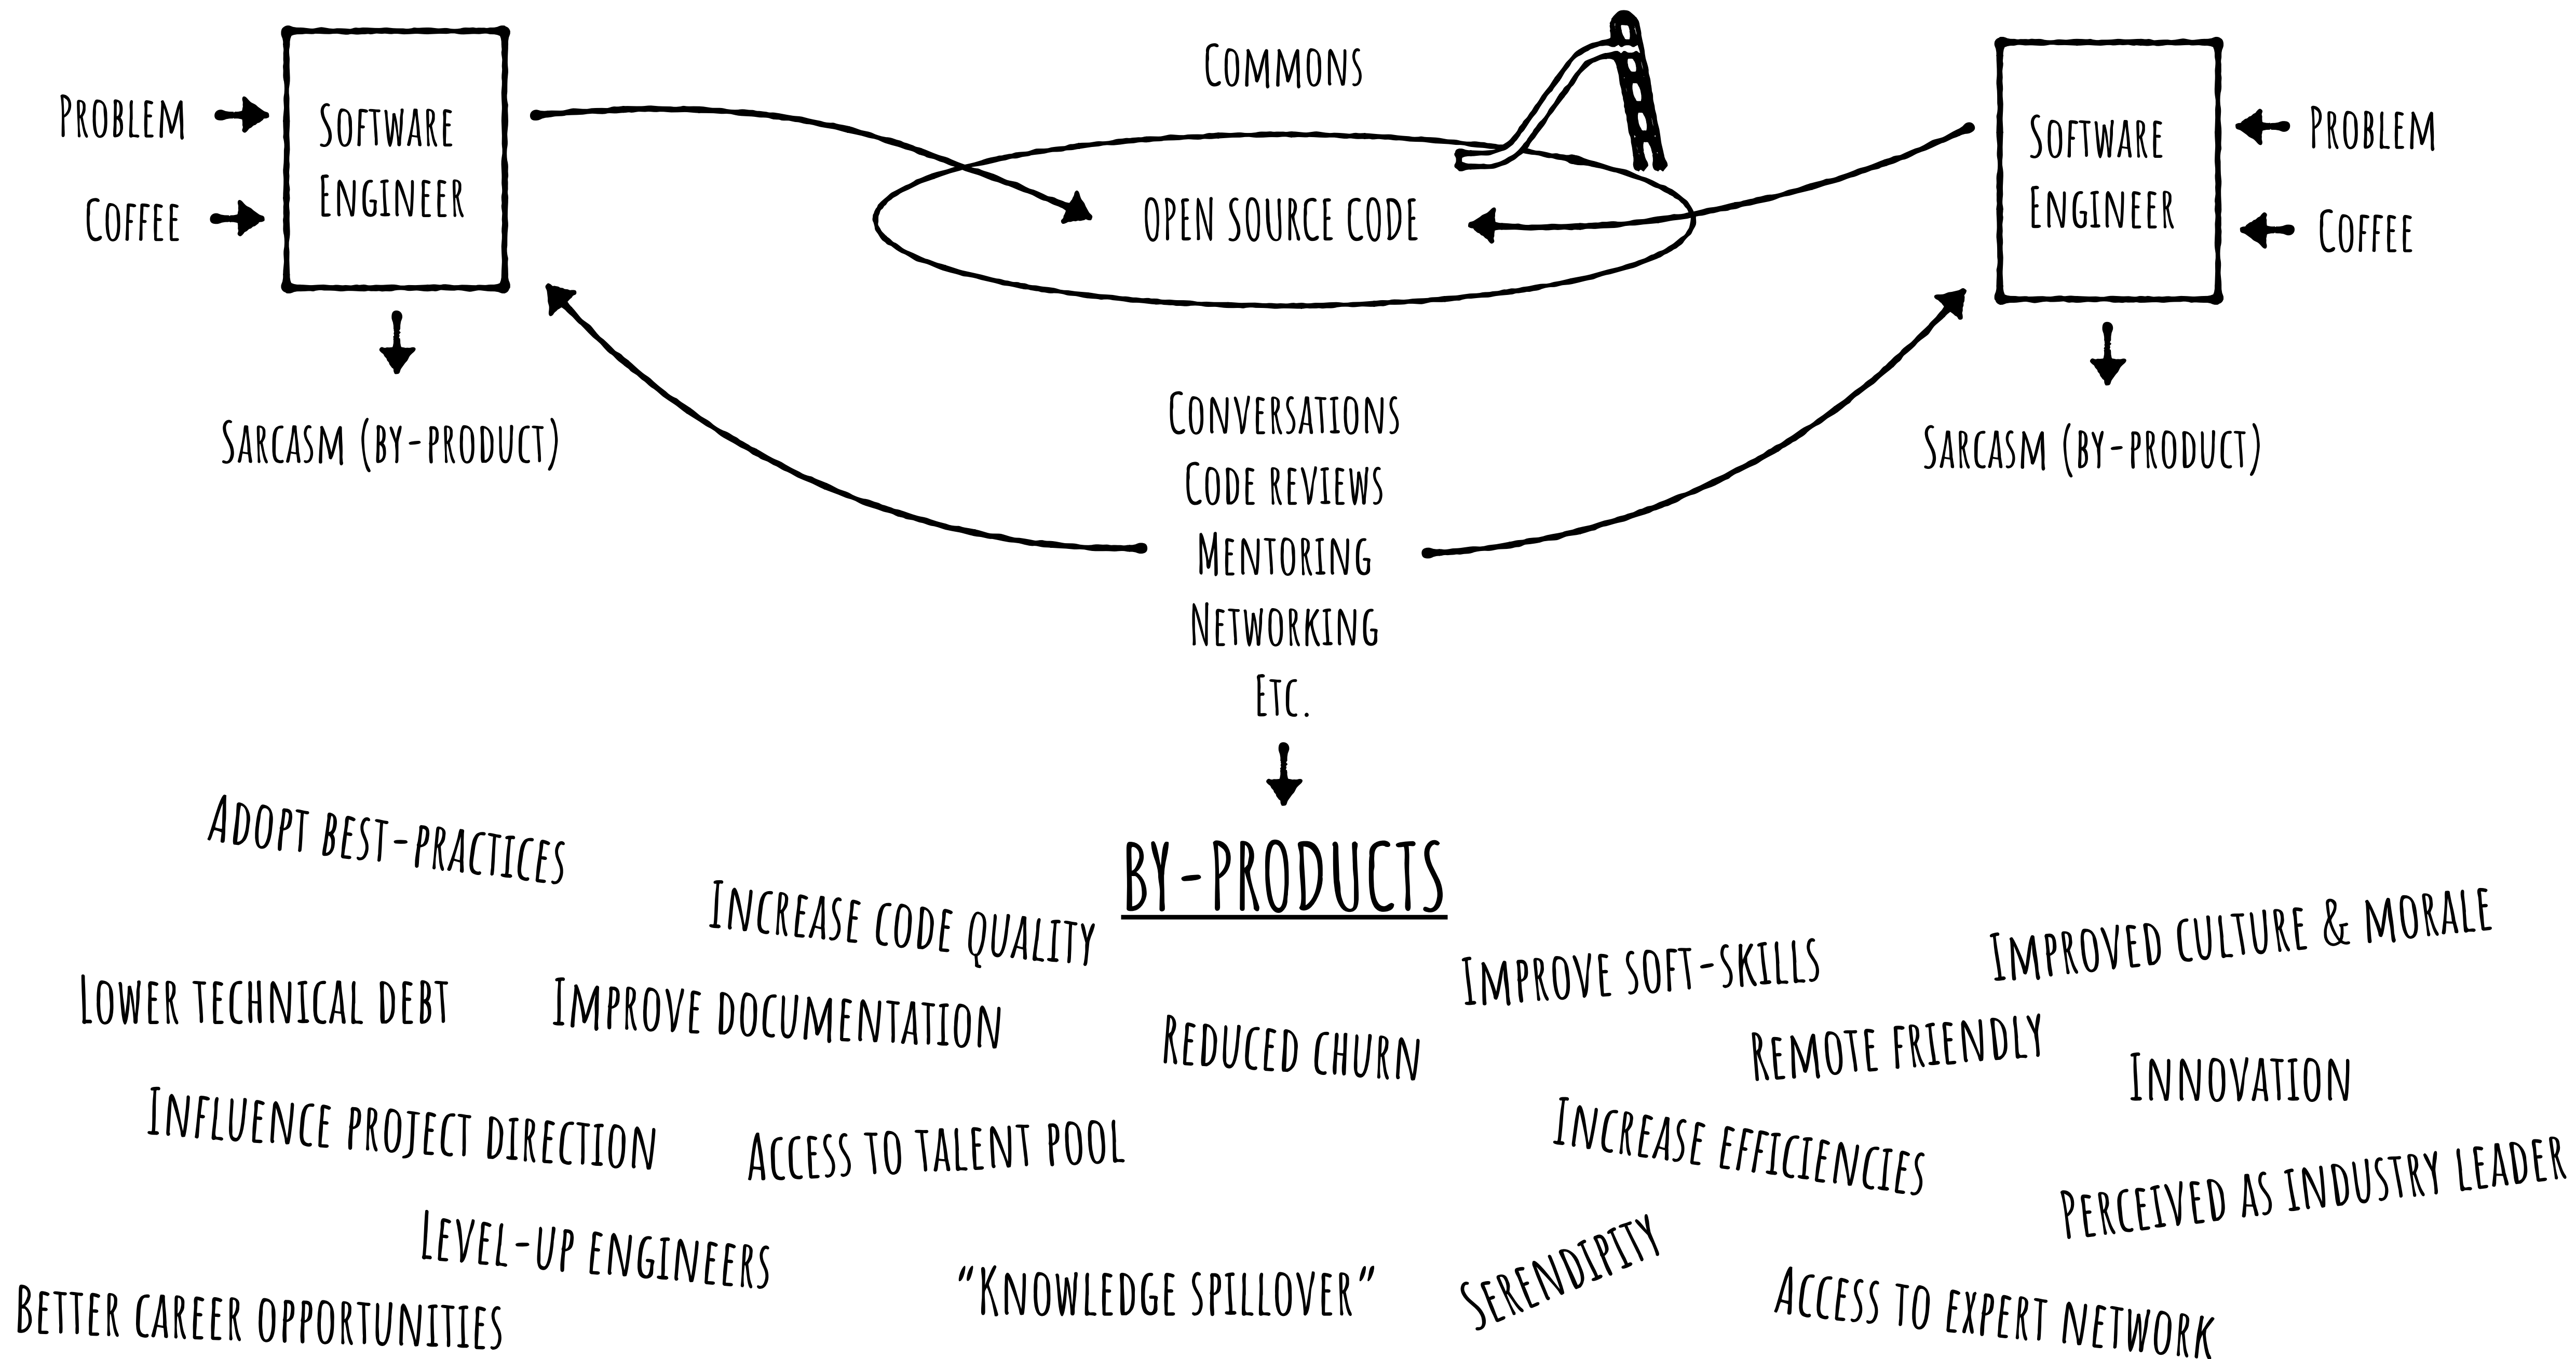 Commons
Problem
Coffee
Software
Engineer
OPEN SOURCE CODE
Software
Engineer
Problem
Coffee
Sarcasm (by-product)
Sarcasm (by-product)
Conversations
Code reviews
Mentoring
Networking
Etc.
BY-PRODUCTS
Adopt best-practices
Increase code quality
Improve soft-skills
Improved culture & morale
Lower technical debt
Improve documentation
Reduced churn
Remote friendly
Innovation
Influence project direction
Access to talent pool
Increase efficiencies
Perceived as industry leader
Level-up engineers
"Knowledge spillover"
Serendipity
Better career opportunities
Access to expert network